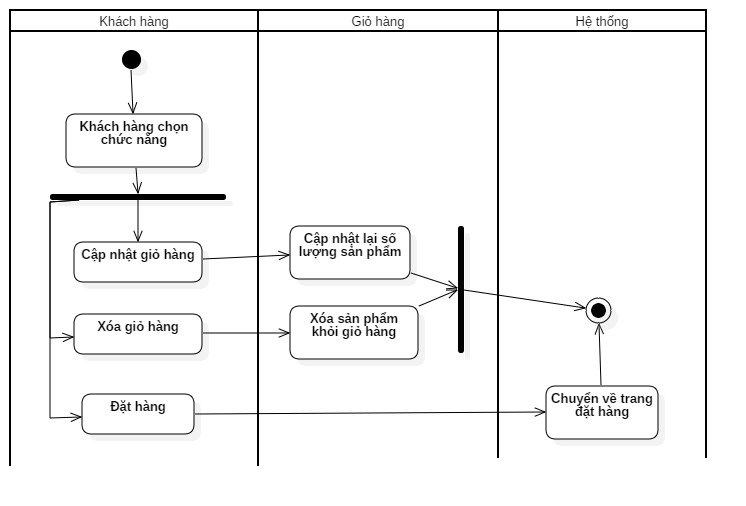 Khách hàng
Giỏ hàng
Hệ thống
Khách hàng chọn
chức năng
Cập nhật giỏ hàng
Cập nhật lại số
lượng sản phẩm
Xóa giỏ hàng
Xóa sản phẩm
khỏi giỏ hàng
Đặt hàng
Chuyển về trang
đặt hàng